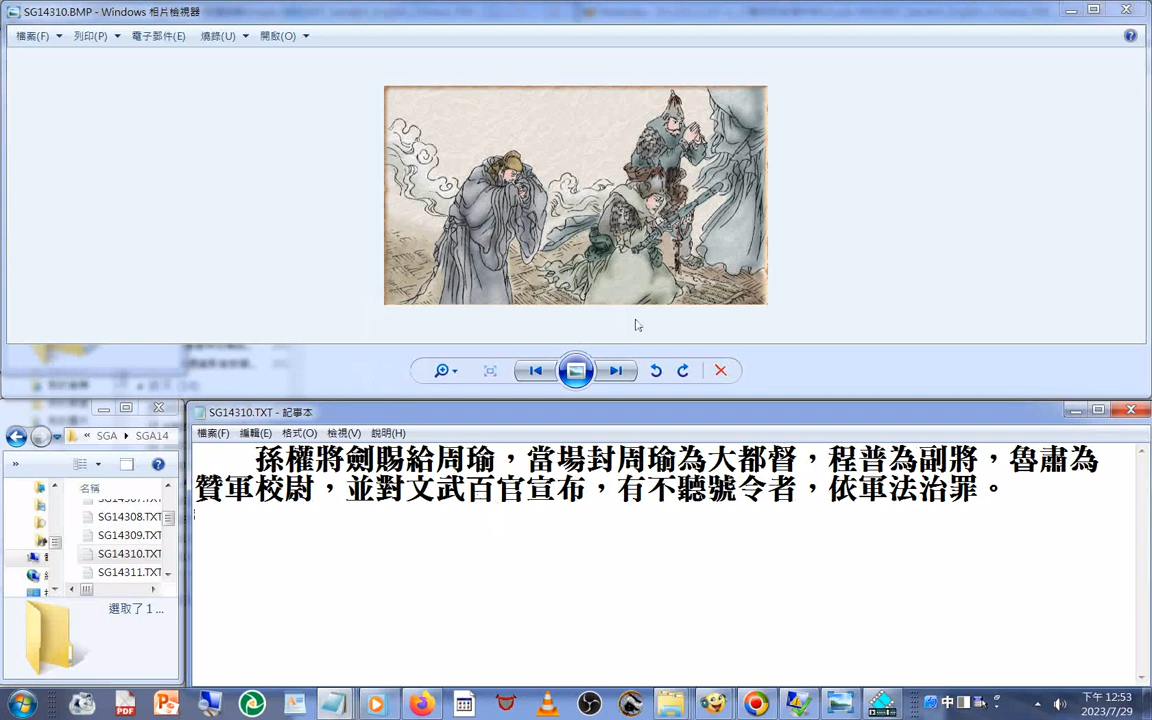 SG14310.BMP - Windows 相片檢視器
檔案(F) 列印(P) 電子郵件(E) 燒錄(U) 開啟(O)
SG14310.TXT - 記事本
檔案(F) 編輯(E) 格式(O) 檢視(V) 說明(H)
孫權將劍賜給周瑜，當場封周瑜為大都督，程普為副將，魯肅為
贊軍校尉，並對文武百官宣布，有不聽號令者，依軍法治罪。
« SGA SGA14
»
名稱
SG14308.TXT
SG14309.TXT
SG14310.TXT
SG14311.TXT
選取了 1 ...
中
下午 12:53
2023/7/29